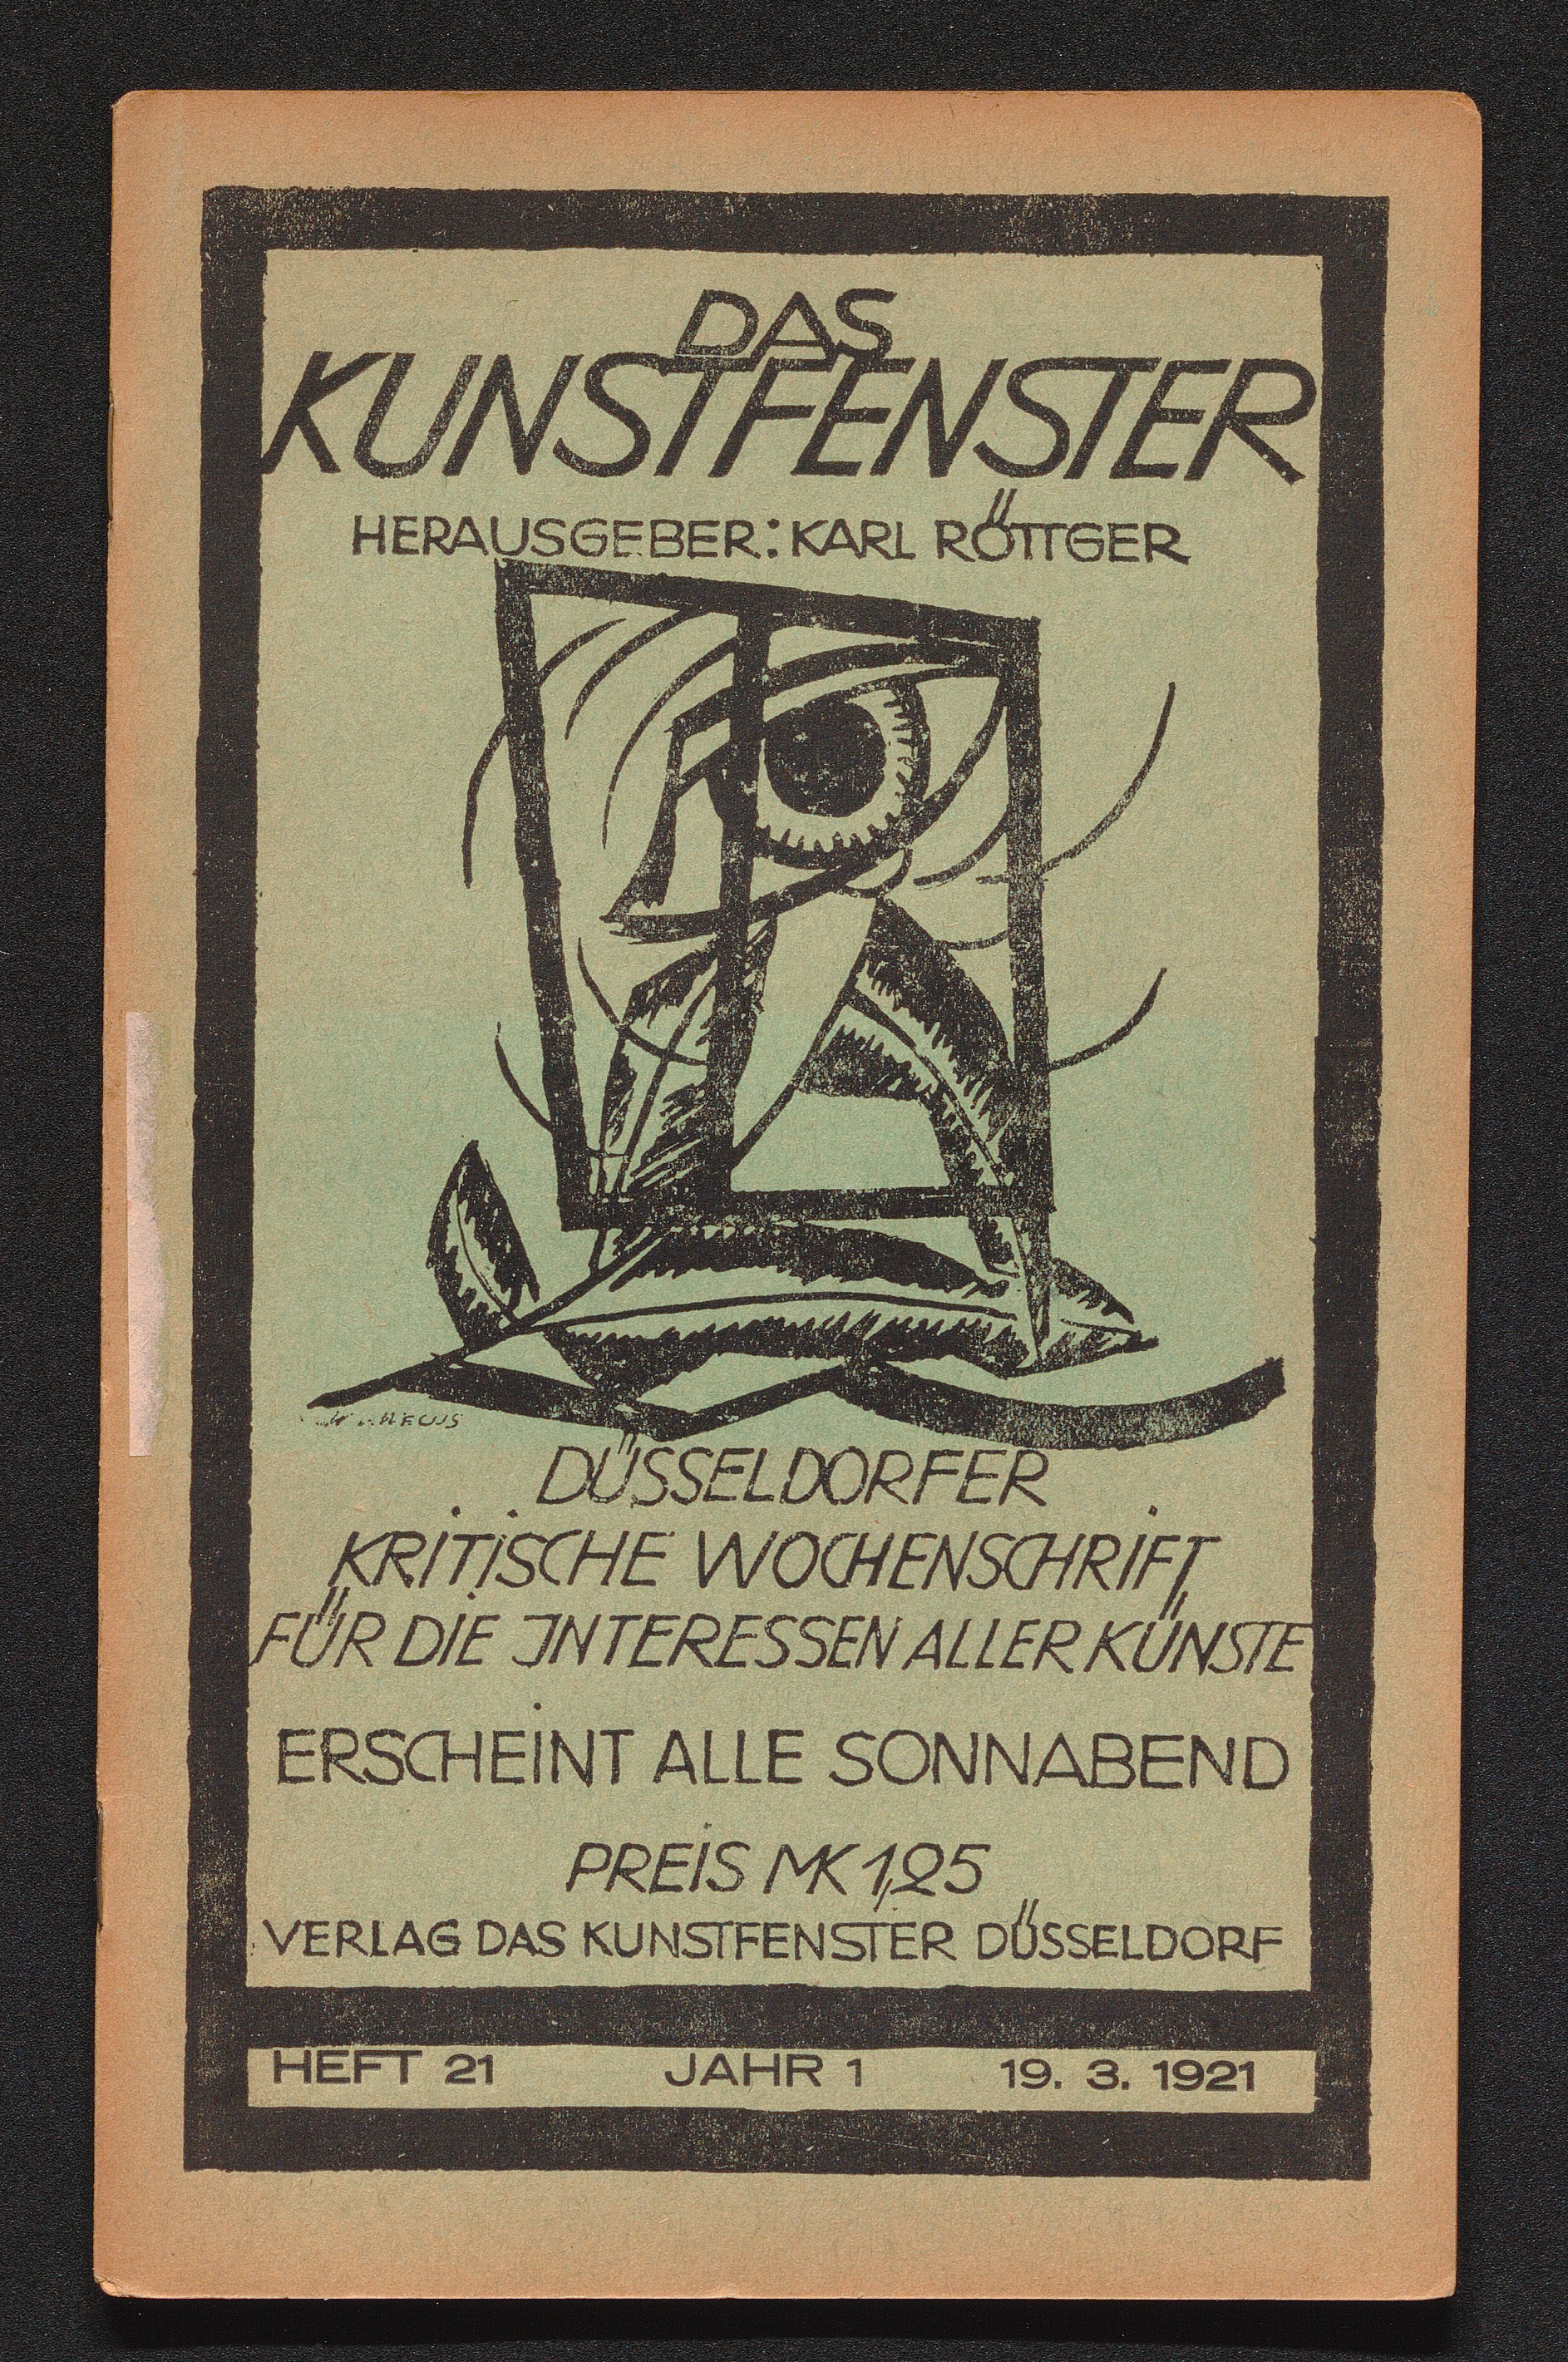 DAS
KUNSTFENSTER
HERAUSGEBER: KARL RÖTTGER
DÜSSELDORFER
KRITISCHE WOCHENSCHRIFT
FÜR DIE INTERESSEN ALLER KÜNSTE
ERSCHEINT ALLE SONNABEND
PREIS MK 1,25
VERLAG DAS KUNSTFENSTER DÜSSELDORF
HEFT 21 JAHR 1 19. 3. 1921